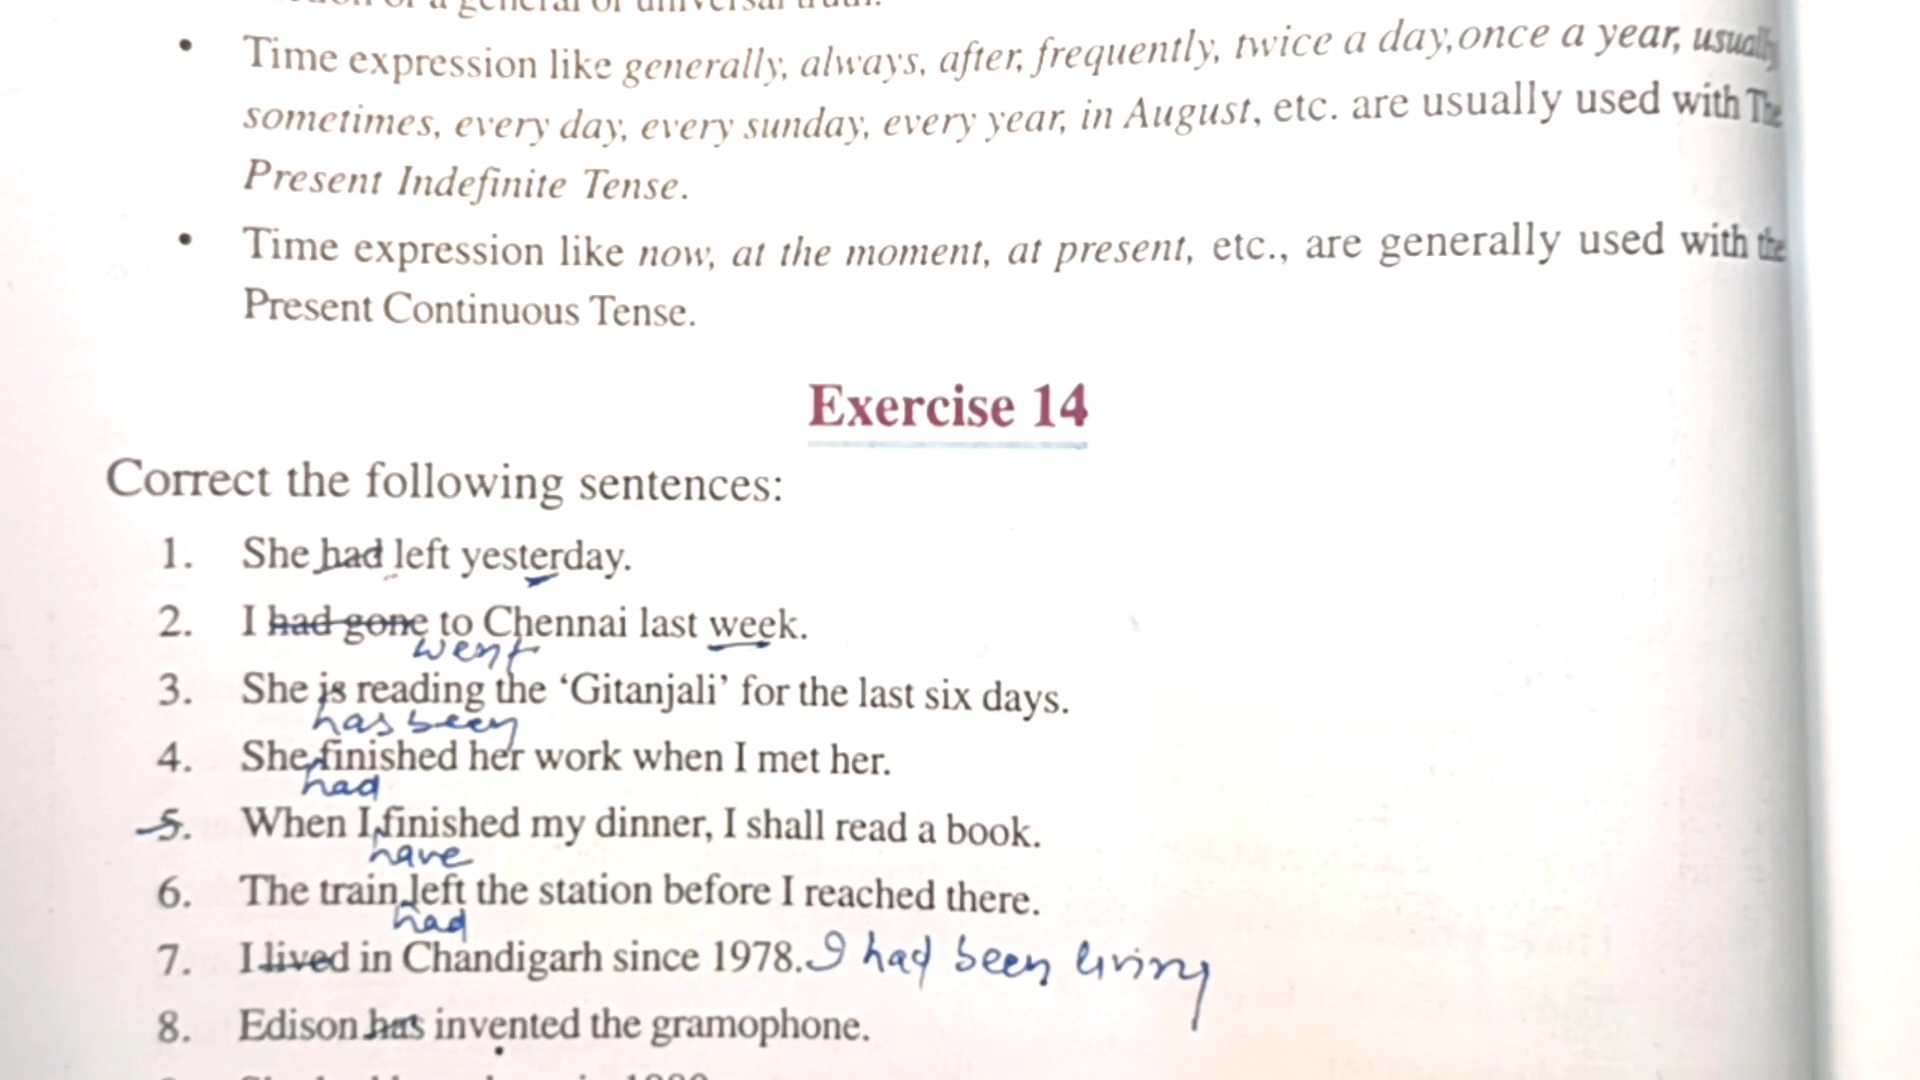 of a general or universal truth.
• Time expression like generally, always, after, frequently, twice a day, once a year, usually
sometimes, every day, every sunday, every year, in August, etc. are usually used with The
Present Indefinite Tense.
• Time expression like now, at the moment, at present, etc., are generally used with the
Present Continuous Tense.
Exercise 14
Correct the following sentences:
1. She had left yesterday.
2. I had gone to Chennai last week.
went
3. She is reading the ‘Gitanjali’ for the last six days.
has been
4. She finished her work when I met her.
had
5. When I finished my dinner, I shall read a book.
have
6. The train left the station before I reached there.
had
7. I lived in Chandigarh since 1978. I had been living
8. Edison has invented the gramophone.